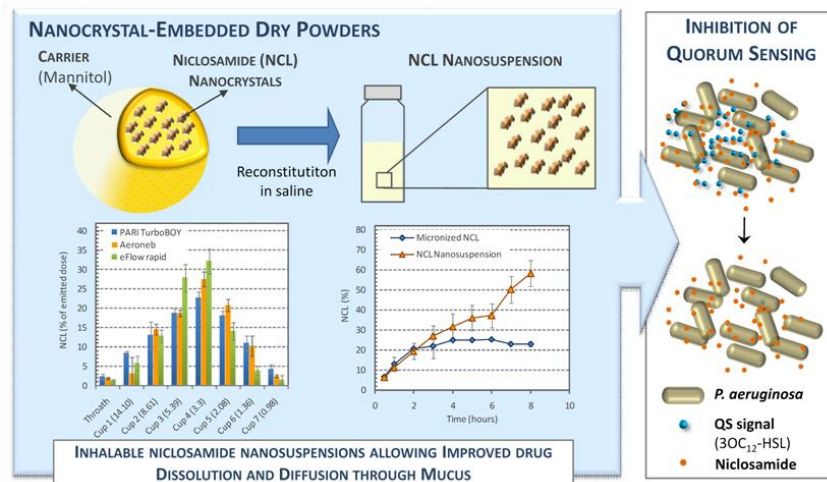 NANOCRYSTAL-EMBEDDED DRY POWDERS
CARRIER
(Mannitol)
NICLOSAMIDE (NCL)
NANOCRYSTALS
Reconstitutiton
in saline
NCL NANOSUSPENSION
NCL (% of emitted dose)
40
35
30
25
20
15
10
5
0
PARI TurboBOY
Aeroneb
eFlow rapid
Throath
Cup 1 (14.10)
Cup 2 (8.61)
Cup 3 (5.39)
Cup 4 (3.3)
Cup 5 (2.08)
Cup 6 (1.36)
Cup 7 (0.98)
NCL (%)
80
70
60
50
40
30
20
10
0
Micronized NCL
NCL Nanosuspension
0 2 4 6 8 10
Time (hours)
INHALABLE NICLOSAMIDE NANOSUSPENSIONS ALLOWING IMPROVED DRUG
DISSOLUTION AND DIFFUSION THROUGH MUCUS
INHIBITION OF
QUORUM SENSING
P. aeruginosa
QS signal
(3OC₁₂-HSL)
Niclosamide